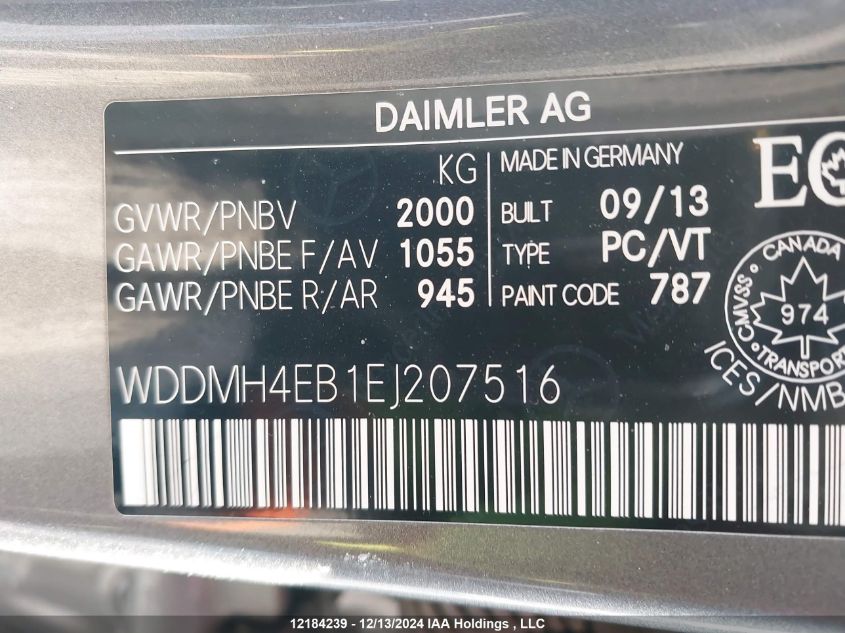 DAIMLER AG
KG
GVWR/PNBV 2000
GAWR/PNBE F/AV 1055
GAWR/PNBE R/AR 945
MADE IN GERMANY
BUILT 09/13
TYPE PC/VT
PAINT CODE 787
CANADA
CMVSS 974
TRANSPORT
ICES/NMB
WDDMH4EB1EJ207516
12184239 - 12/13/2024 IAA Holdings , LLC